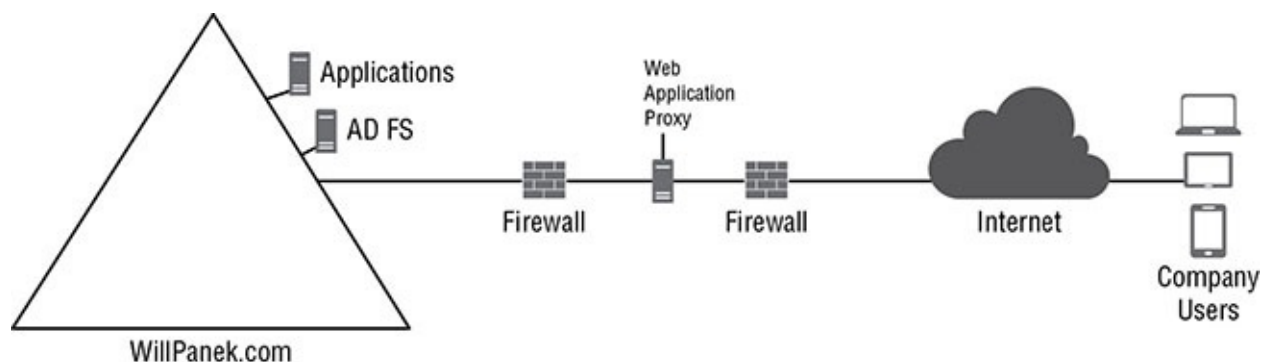 Applications
AD FS
Web
Application
Proxy
Firewall
Firewall
Internet
Company
Users
WillPanek.com